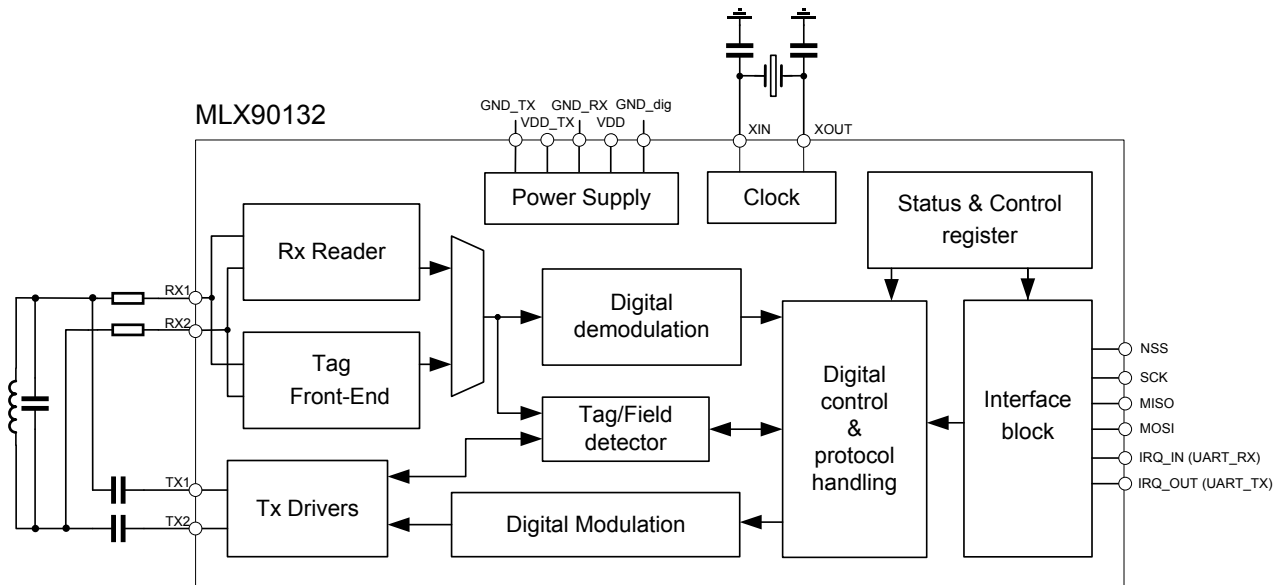 MLX90132
GND_TX
GND_RX
GND_dig
VDD_TX
VDD
XIN
XOUT
Power Supply
Clock
Status & Control
register
Rx Reader
RX1
RX2
Digital
demodulation
Tag
Front-End
Digital
control
&
protocol
handling
Interface
block
NSS
SCK
MISO
MOSI
IRQ_IN (UART_RX)
IRQ_OUT (UART_TX)
Tag/Field
detector
TX1
TX2
Tx Drivers
Digital Modulation